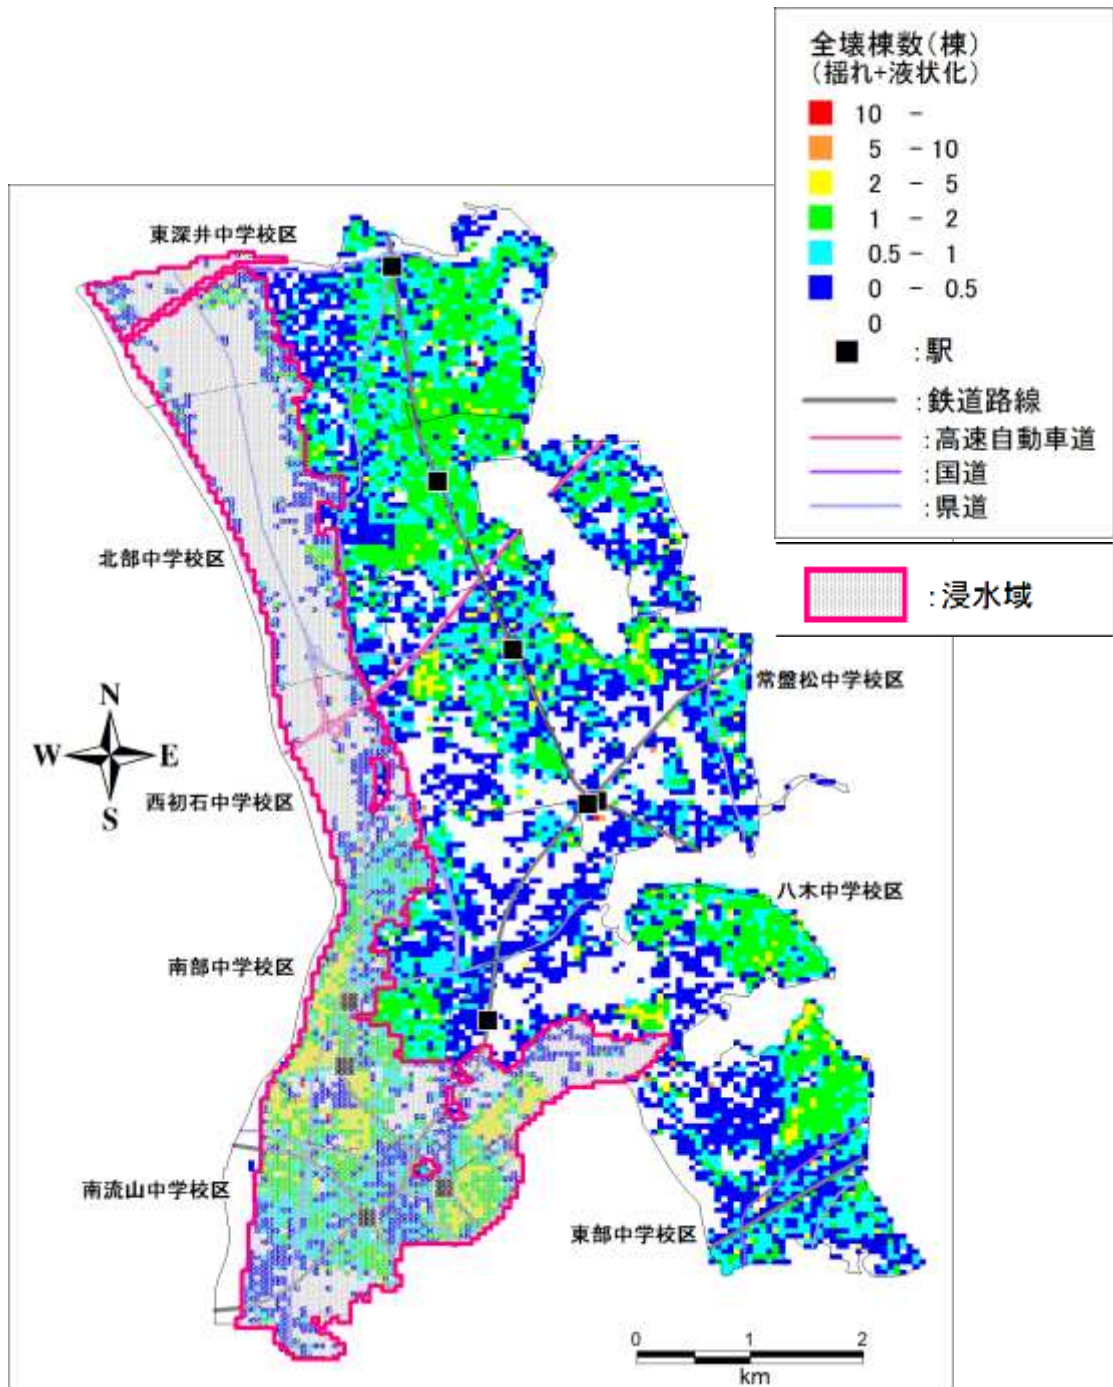 全壊棟数(棟)
(揺れ+液状化)
10 -
5 - 10
2 - 5
1 - 2
0.5 - 1
0 - 0.5
0
:駅
:鉄道路線
:高速自動車道
:国道
:県道
:浸水域
東深井中学校区
北部中学校区
常盤松中学校区
N
W E
S
西初石中学校区
八木中学校区
南部中学校区
南流山中学校区
東部中学校区
0 1 2
km